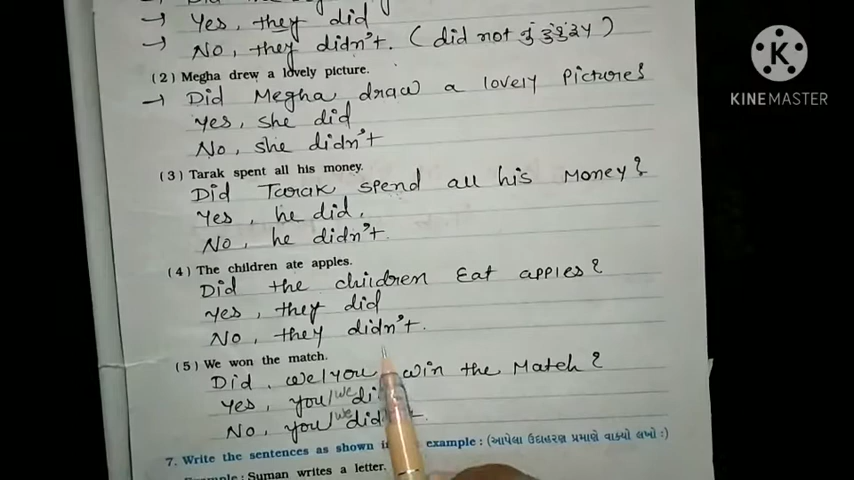 → Yes, they did
→ No, they didn't. (did not નું ટુંકુંરૂપ)
(2) Megha drew a lovely picture.
→ Did Megha draw a lovely picture?
Yes, she did
No, she didn't
(3) Tarak spent all his money.
Did Tarak spend all his Money?
Yes, he did.
No, he didn't.
(4) The children ate apples.
Did the children Eat apples?
Yes, they did
No, they didn't.
(5) We won the match.
Did we/you win the Match?
Yes, you/we
No, you/we
7. Write the sentences as shown example : (આપેલા ઉદાહરણ પ્રમાણે વાક્યો લખો :)
Suman writes a letter.
K
KINEMASTER